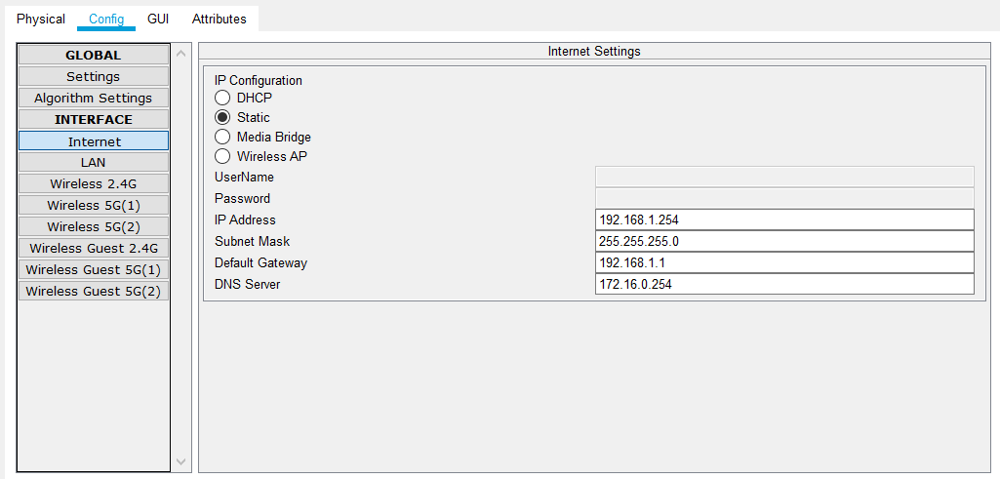 Physical Config GUI Attributes
GLOBAL
Settings
Algorithm Settings
INTERFACE
Internet
LAN
Wireless 2.4G
Wireless 5G(1)
Wireless 5G(2)
Wireless Guest 2.4G
Wireless Guest 5G(1)
Wireless Guest 5G(2)
Internet Settings
IP Configuration
DHCP
Static
Media Bridge
Wireless AP
UserName
Password
IP Address 192.168.1.254
Subnet Mask 255.255.255.0
Default Gateway 192.168.1.1
DNS Server 172.16.0.254